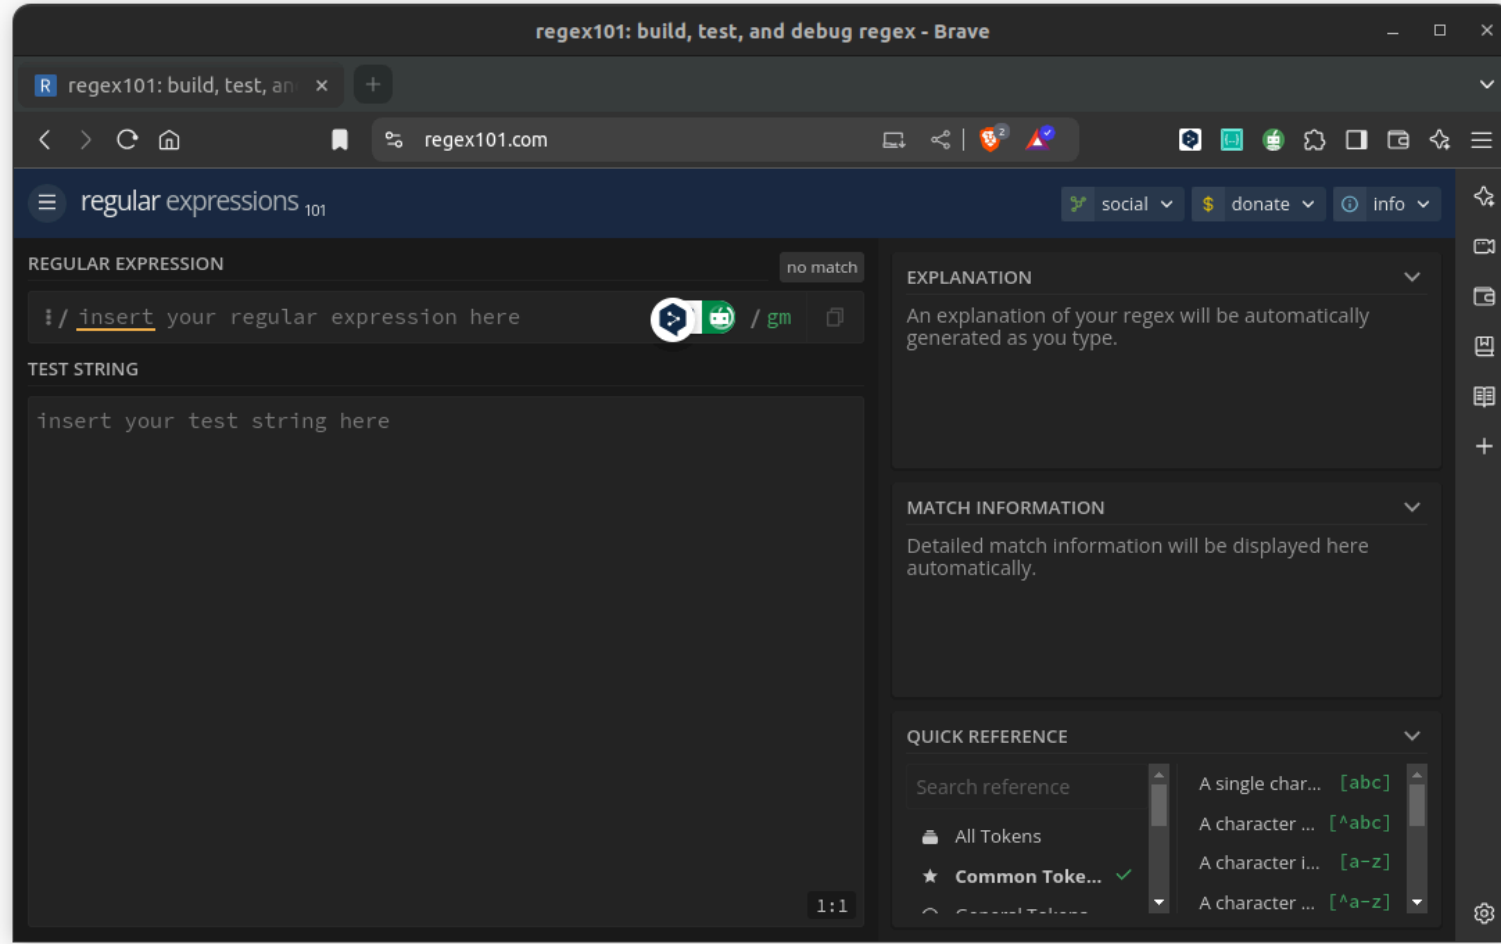 regex101: build, test, and debug regex - Brave
R regex101: build, test, an
regex101.com
2
regular expressions 101
social
$ donate
info
REGULAR EXPRESSION
no match
/ insert your regular expression here / gm
TEST STRING
insert your test string here
1:1
EXPLANATION
An explanation of your regex will be automatically
generated as you type.
MATCH INFORMATION
Detailed match information will be displayed here
automatically.
QUICK REFERENCE
Search reference
All Tokens
Common Toke...
General Tokens
A single char... [abc]
A character ... [^abc]
A character i... [a-z]
A character ... [^a-z]